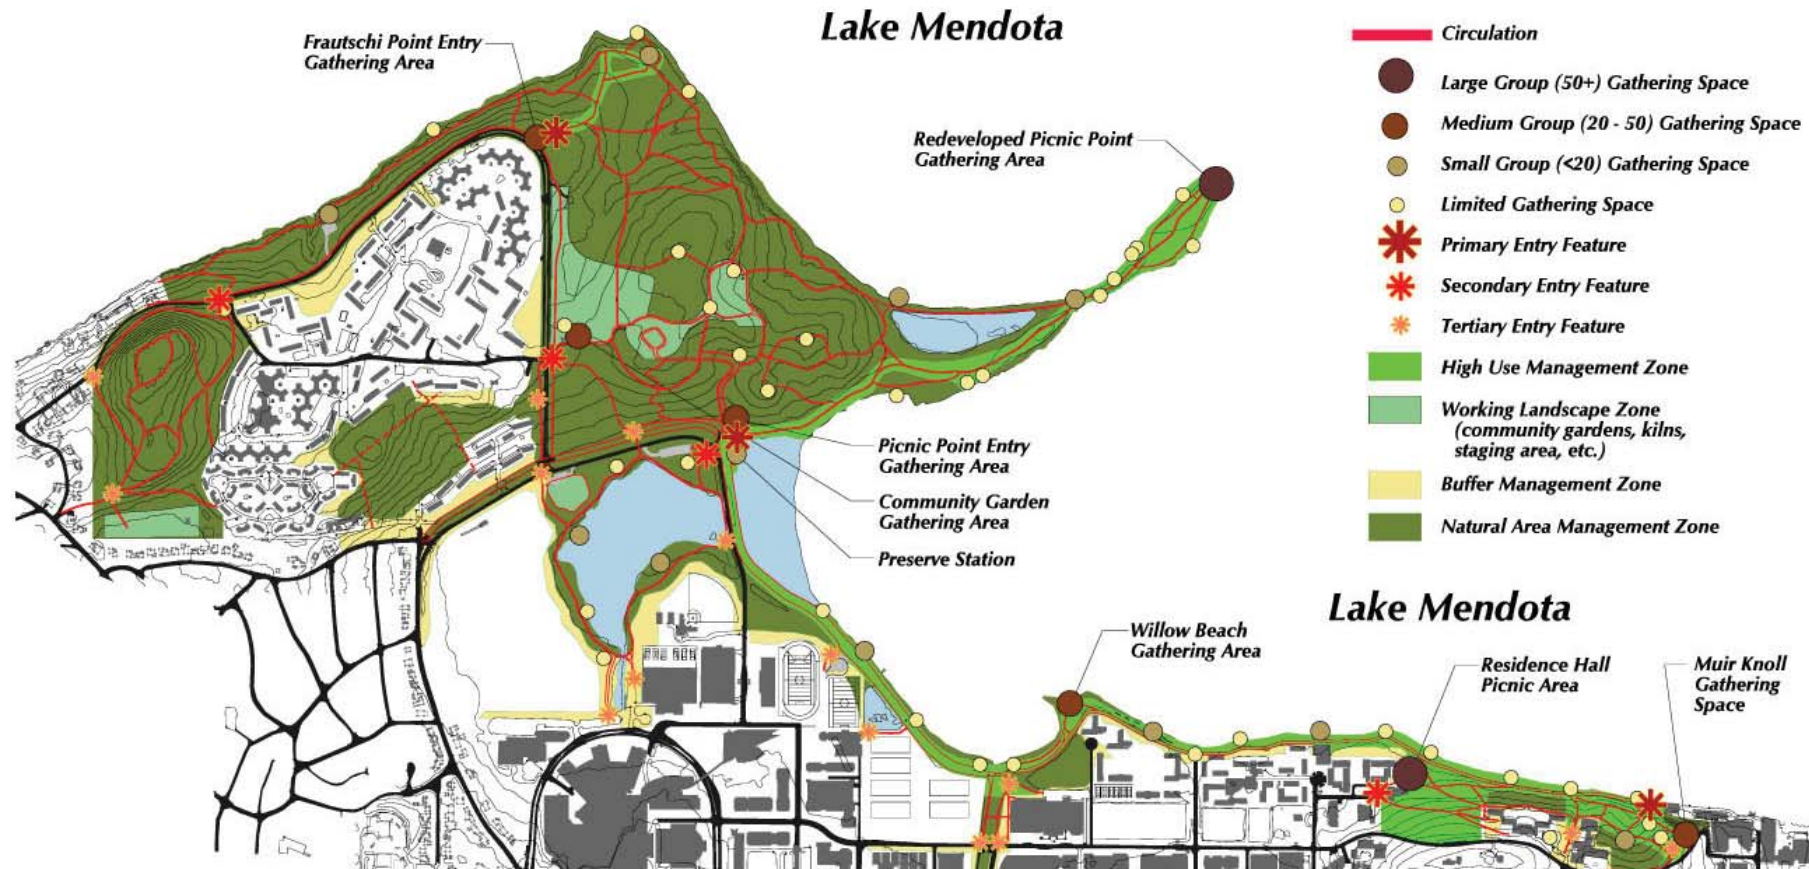 Lake Mendota
Frautschi Point Entry
Gathering Area
Redeveloped Picnic Point
Gathering Area
Circulation
Large Group (50+) Gathering Space
Medium Group (20 - 50) Gathering Space
Small Group (<20) Gathering Space
Limited Gathering Space
Primary Entry Feature
Secondary Entry Feature
Tertiary Entry Feature
High Use Management Zone
Working Landscape Zone
(community gardens, kilns,
staging area, etc.)
Buffer Management Zone
Natural Area Management Zone
Picnic Point Entry
Gathering Area
Community Garden
Gathering Area
Preserve Station
Lake Mendota
Willow Beach
Gathering Area
Residence Hall
Picnic Area
Muir Knoll
Gathering
Space